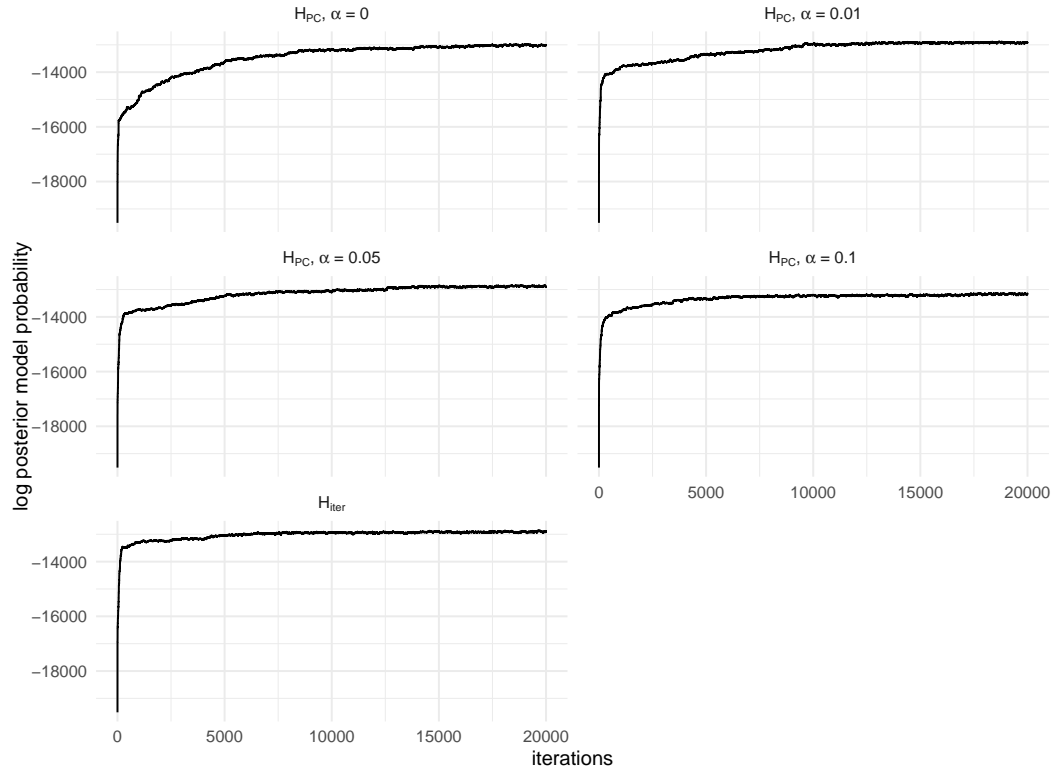 H_PC, α = 0
H_PC, α = 0.01
−14000
−16000
−18000
H_PC, α = 0.05
H_PC, α = 0.1
−14000
−16000
−18000
0 5000 10000 15000 20000
H_iter
−14000
−16000
−18000
0 5000 10000 15000 20000
iterations
log posterior model probability